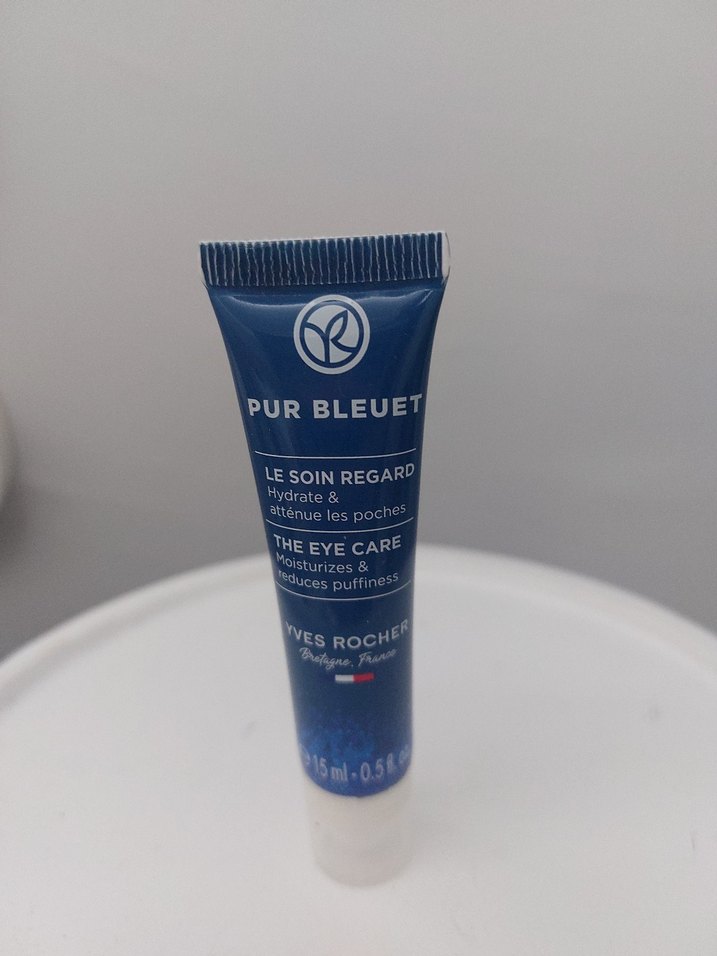 PUR BLEUET
LE SOIN REGARD
Hydrate &
atténue les poches
THE EYE CARE
Moisturizes &
reduces puffiness
YVES ROCHER
Bretagne, France
15 ml - 0.5 fl.